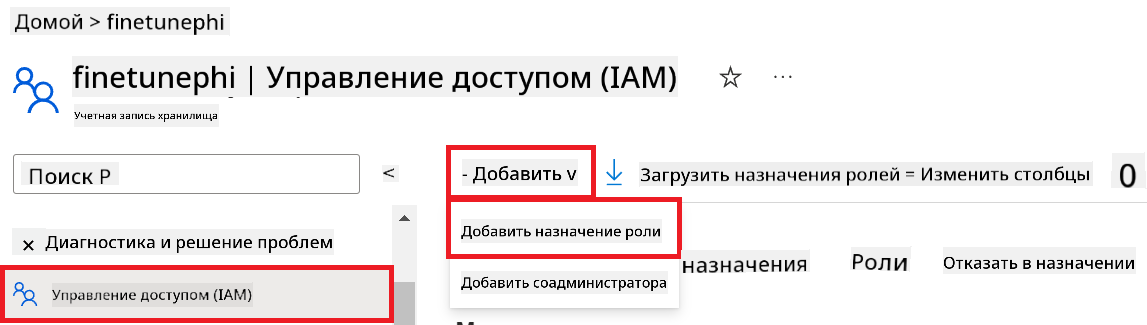 Домой > finetunephi
finetunephi | Управление доступом (IAM)
Учетная запись хранилища
Поиск P
<
- Добавить v
Загрузить назначения ролей = Изменить столбцы
0
× Диагностика и решение проблем
Добавить назначение роли
назначения
Роли
Отказать в назначении
Управление доступом (IAM)
Добавить соадминистратора